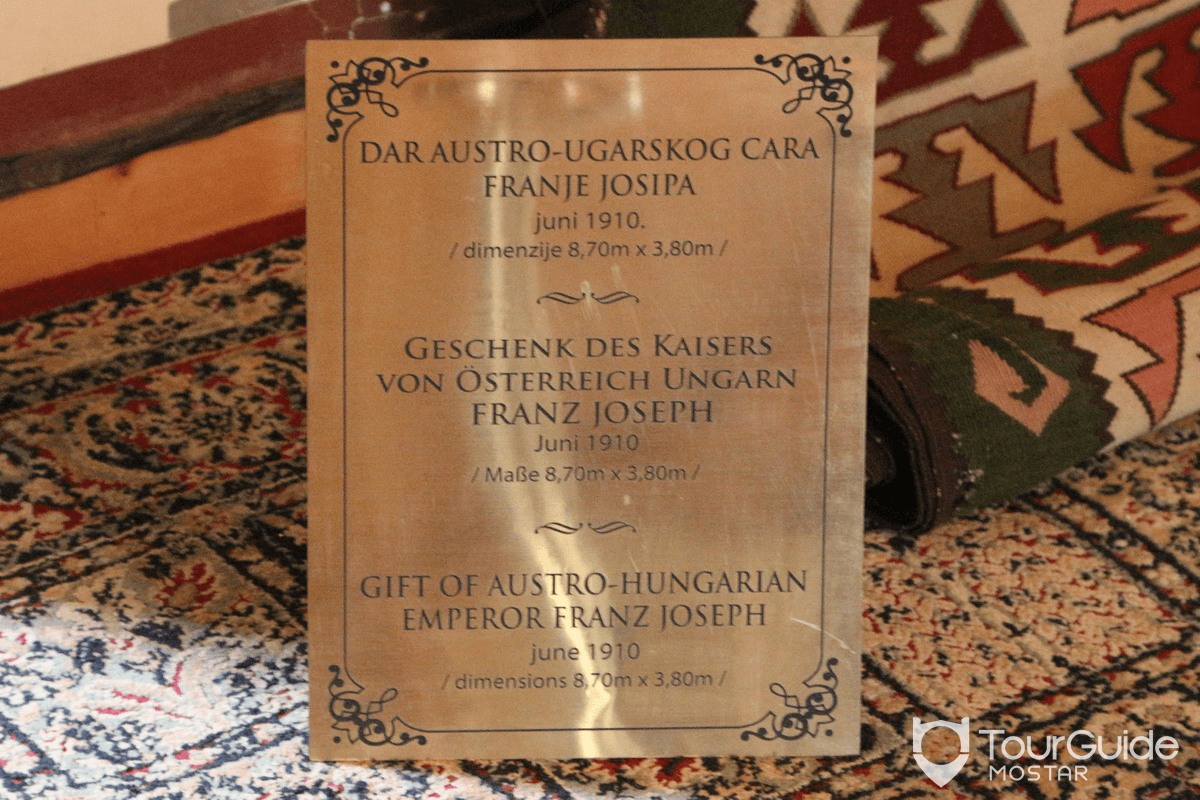 DAR AUSTRO-UGARSKOG CARA
FRANJE JOSIPA
juni 1910.
/ dimenzije 8,70m x 3,80m /
GESCHENK DES KAISERS
VON ÖSTERREICH UNGARN
FRANZ JOSEPH
Juni 1910
/ Maße 8,70m x 3,80m /
GIFT OF AUSTRO-HUNGARIAN
EMPEROR FRANZ JOSEPH
june 1910
/ dimensions 8,70m x 3,80m /
TourGuide
MOSTAR